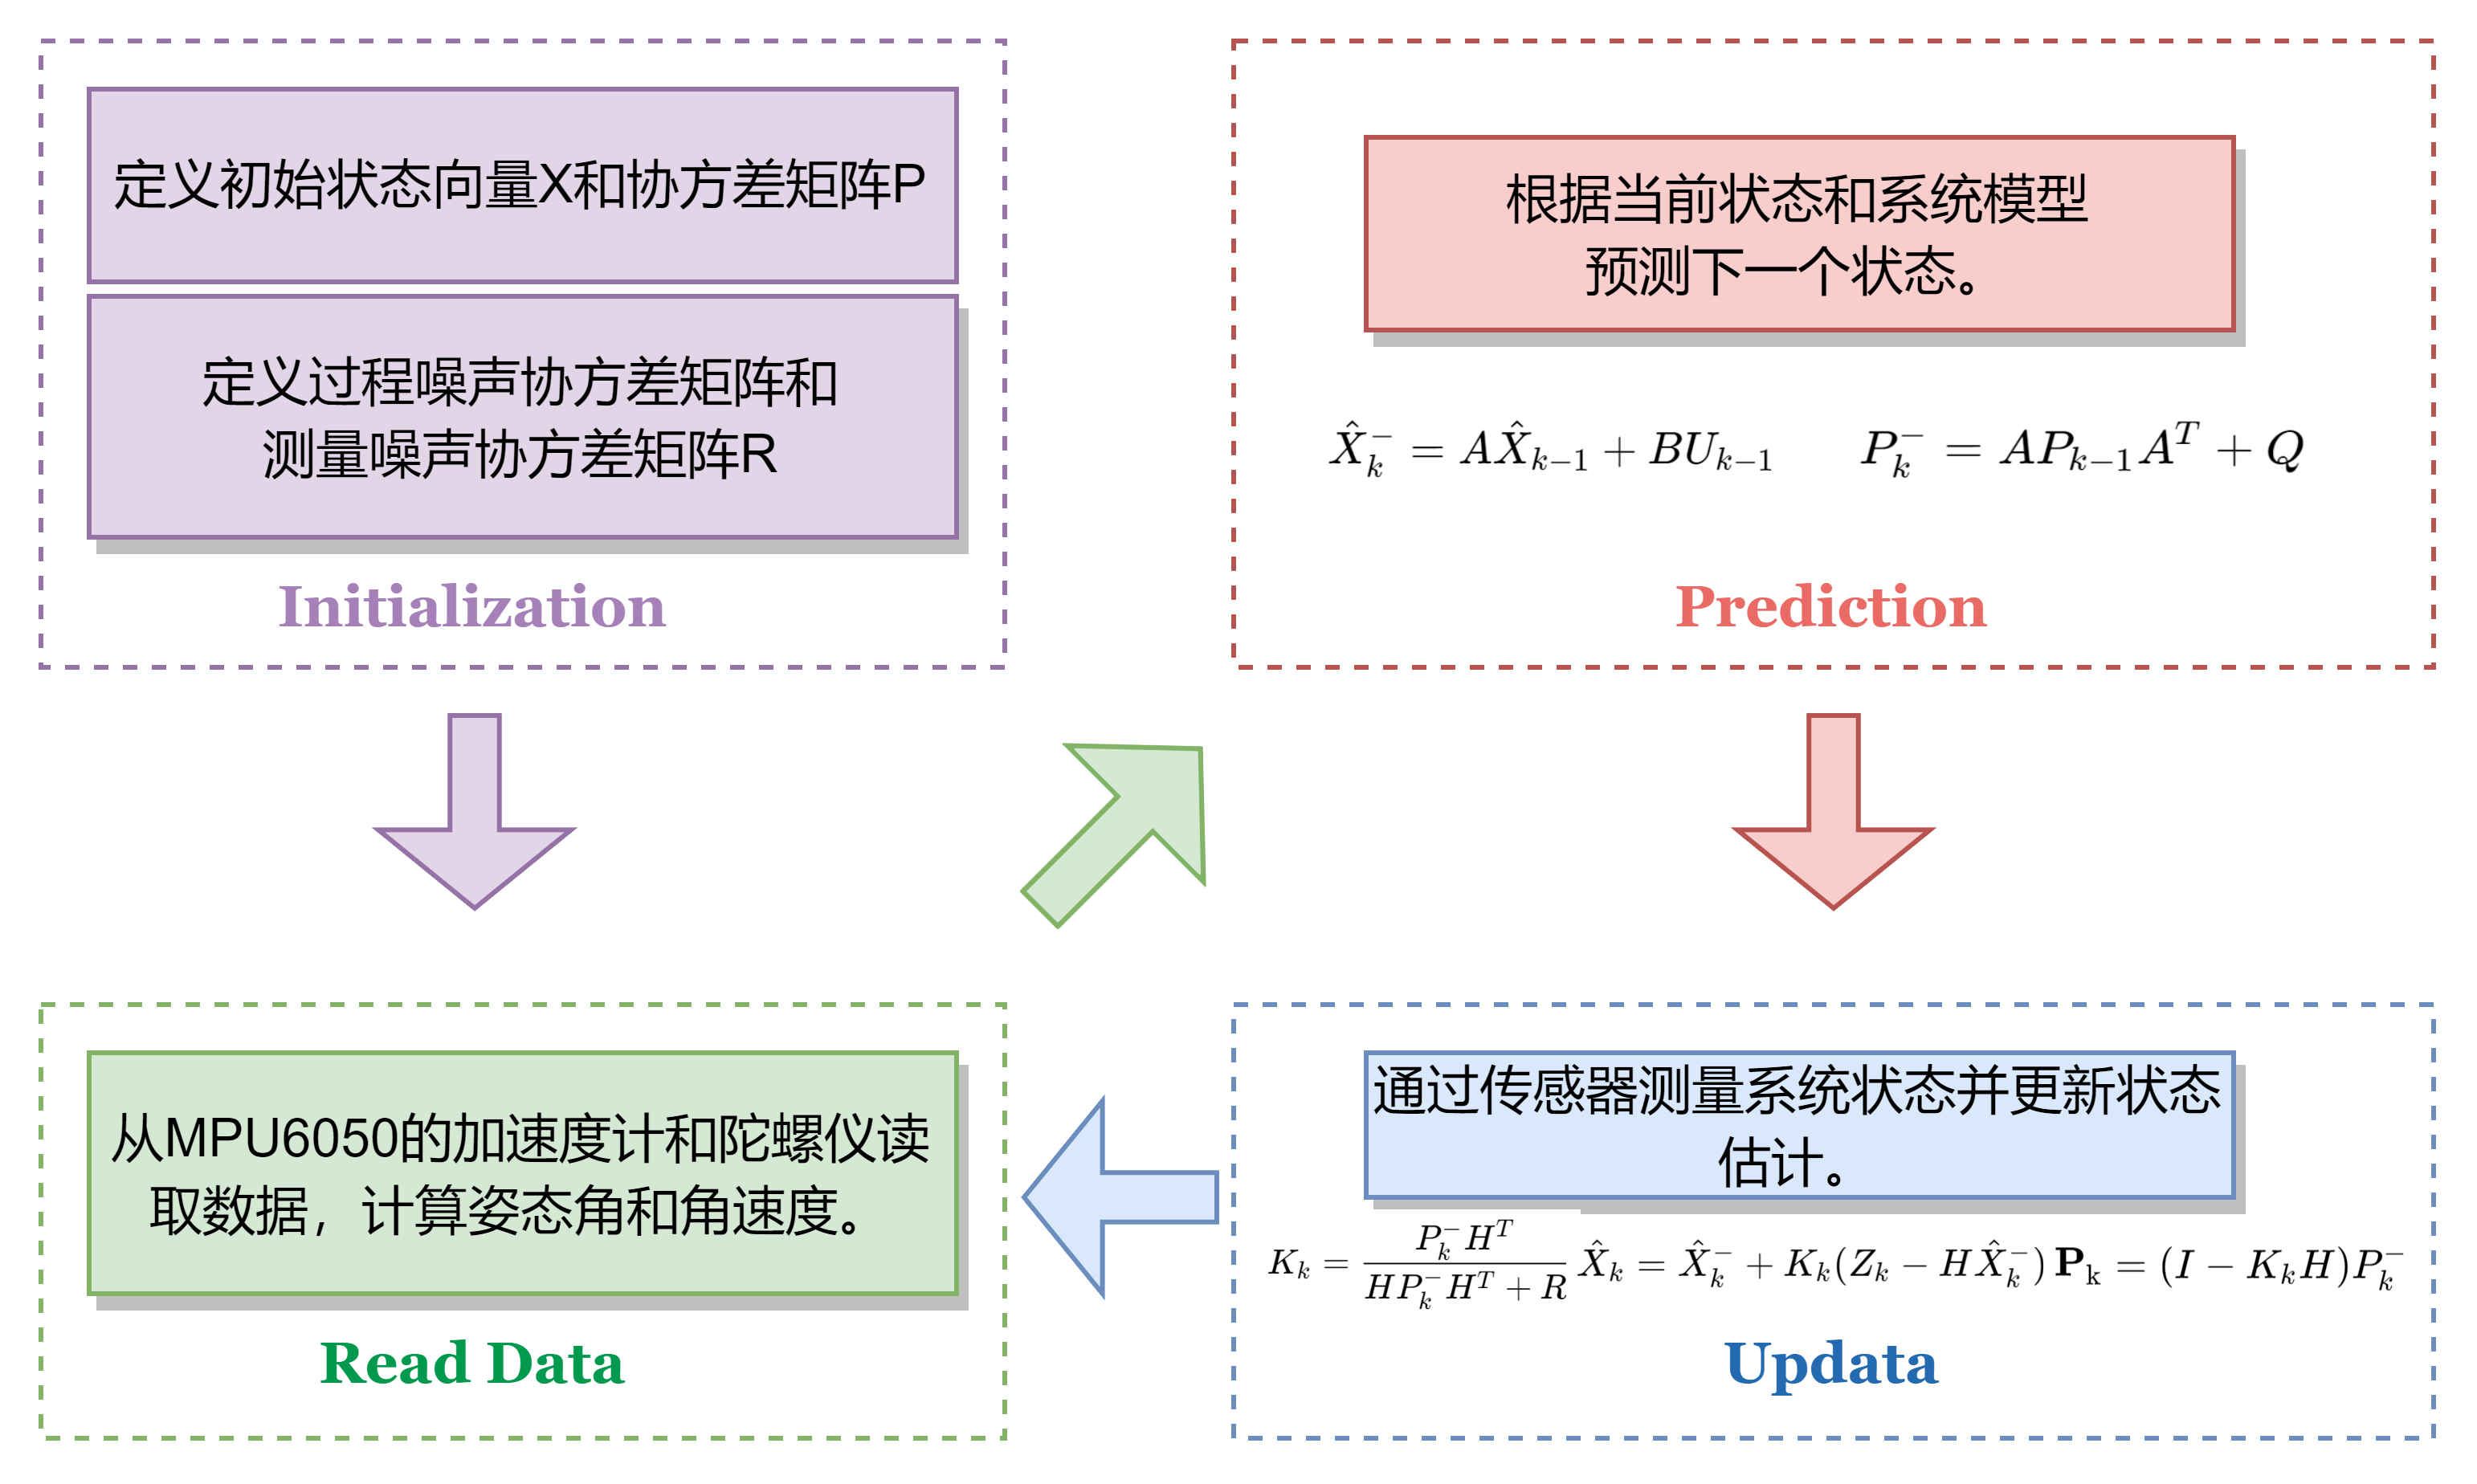 定义初始状态向量X和协方差矩阵P
定义过程噪声协方差矩阵和
测量噪声协方差矩阵R
Initialization
根据当前状态和系统模型
预测下一个状态。
$\hat{X}_k^- = A\hat{X}_{k-1} + BU_{k-1}$ $P_k^- = AP_{k-1}A^T + Q$
Prediction
从MPU6050的加速度计和陀螺仪读
取数据，计算姿态角和角速度。
Read Data
通过传感器测量系统状态并更新状态
估计。
$K_k = \frac{P_k^- H^T}{HP_k^- H^T + R}$ $\hat{X}_k = \hat{X}_k^- + K_k(Z_k - H\hat{X}_k^-)$ $\mathbf{P}_{\mathrm{k}} = (I - K_k H)P_k^-$
Updata